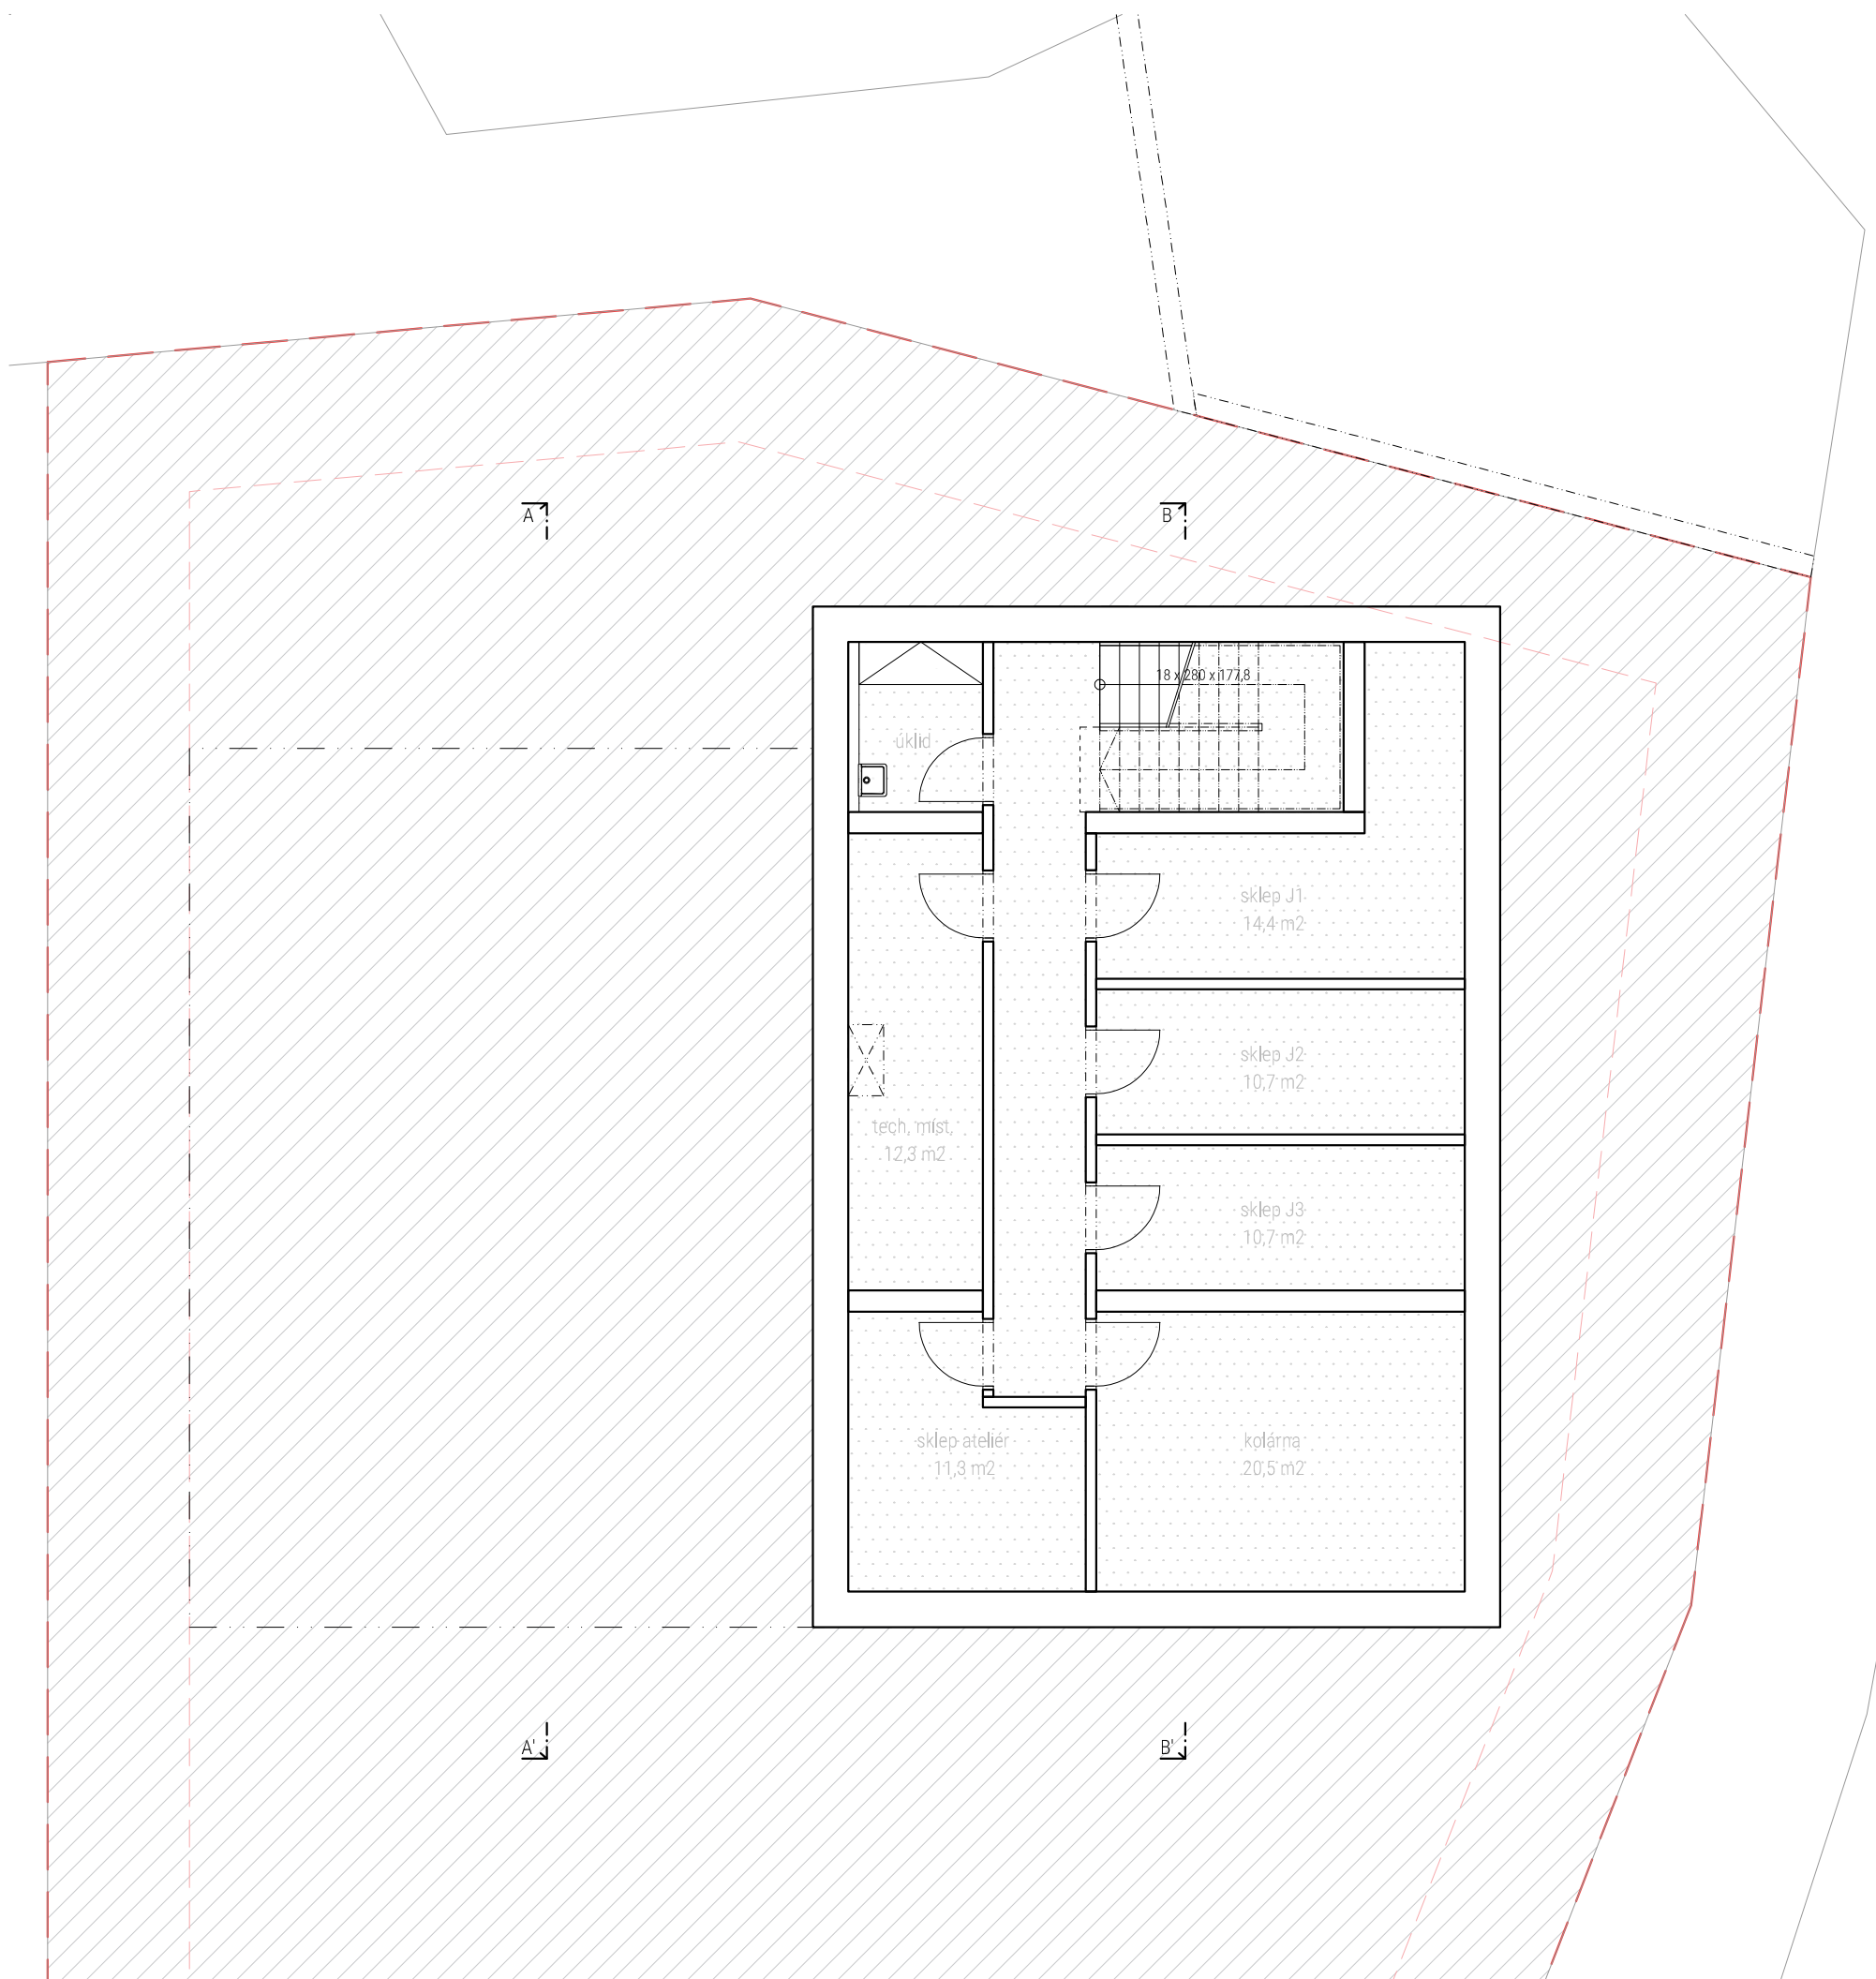 A
B
18 x 280 x 177,8
úklid
sklep J1
14,4 m2
sklep J2
10,7 m2
tech. míst.
12,3 m2
sklep J3
10,7 m2
sklep ateliér
11,3 m2
kolárna
20,5 m2
A'
B'